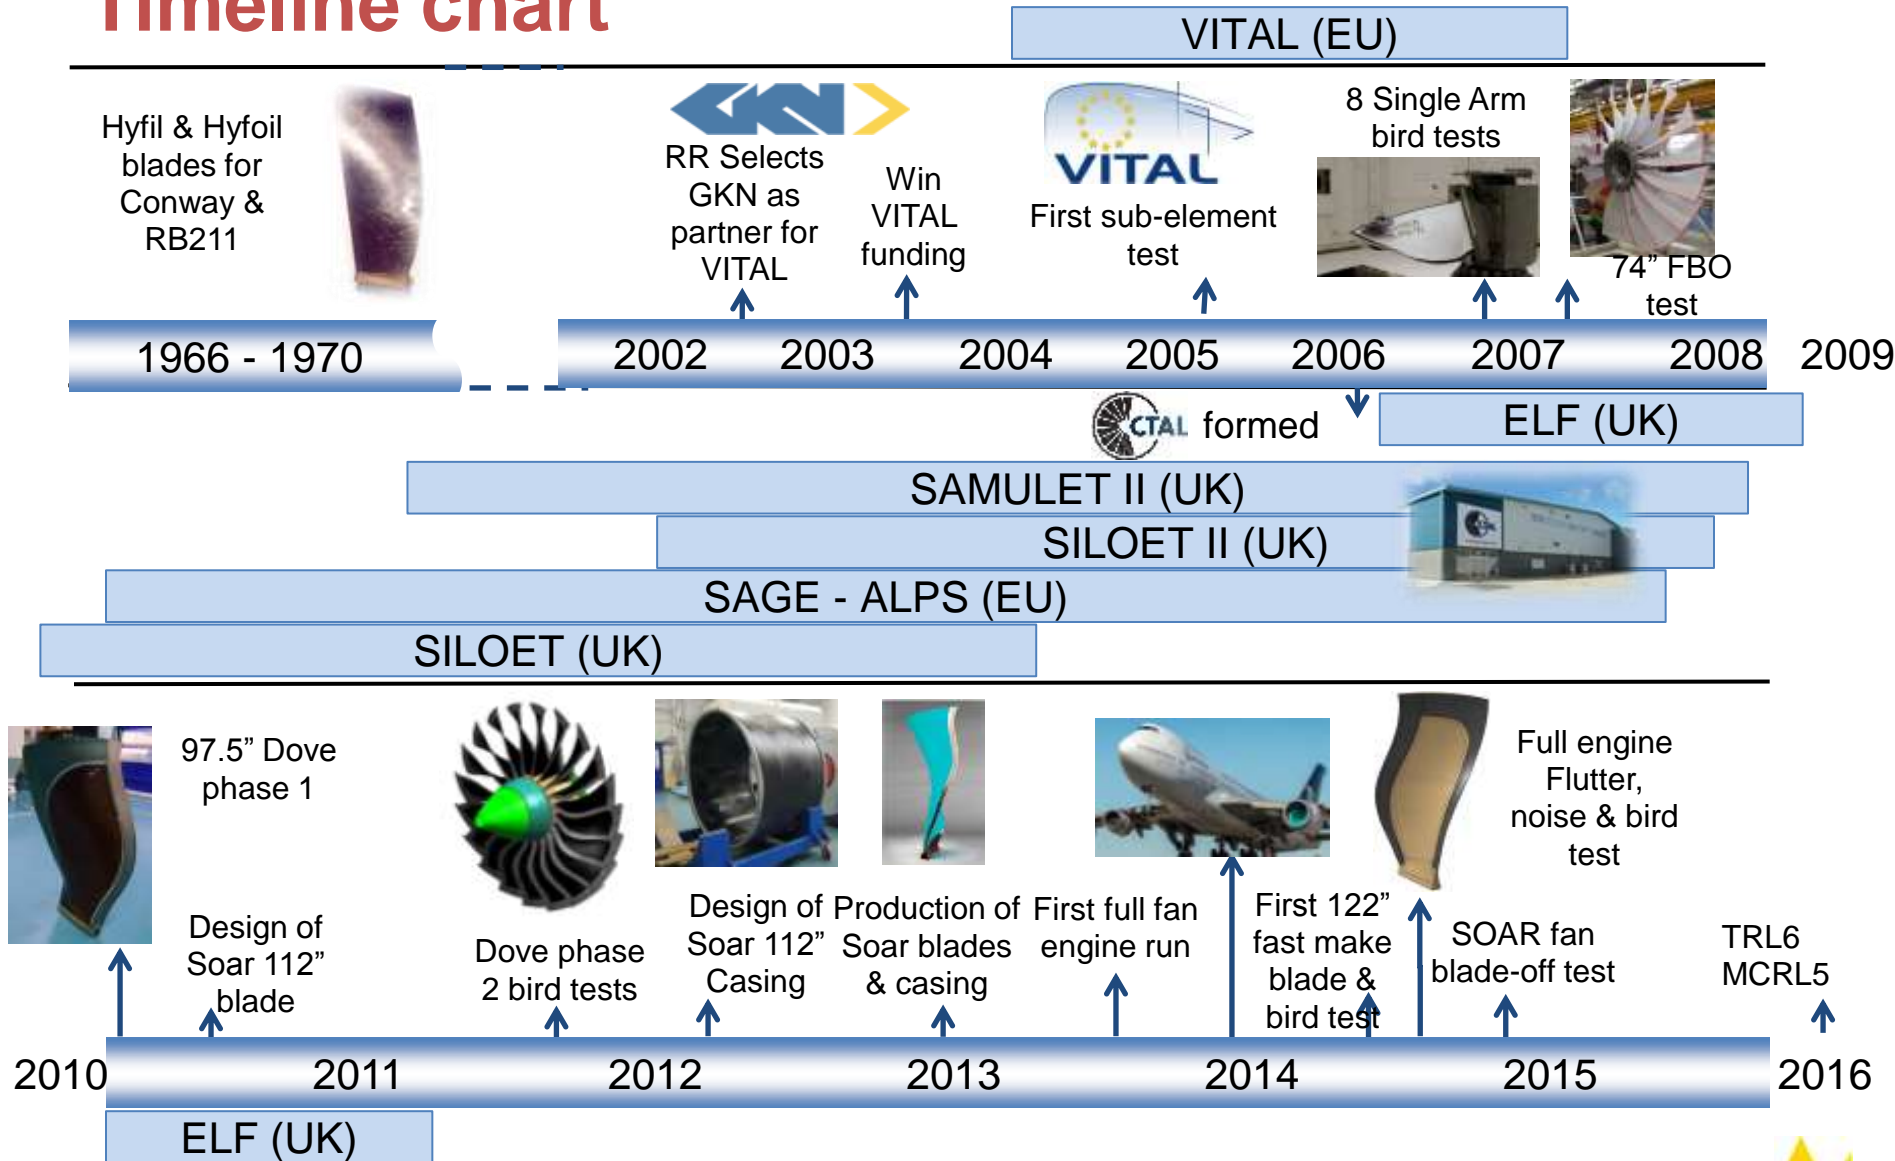 Timeline chart
VITAL (EU)
Hyfil & Hyfoil
blades for
Conway &
RB211
GKN
RR Selects
GKN as
partner for
VITAL
Win
VITAL
funding
VITAL
First sub-element
test
8 Single Arm
bird tests
74” FBO
test
1966 - 1970
2002 2003 2004 2005 2006 2007 2008 2009
CTAL formed
ELF (UK)
SAMULET II (UK)
SILOET II (UK)
SAGE - ALPS (EU)
SILOET (UK)
97.5” Dove
phase 1
Design of
Soar 112”
blade
Dove phase
2 bird tests
Design of
Soar 112”
Casing
Production of
Soar blades
& casing
First full fan
engine run
First 122”
fast make
blade &
bird test
Full engine
Flutter,
noise & bird
test
SOAR fan
blade-off test
TRL6
MCRL5
2010 2011 2012 2013 2014 2015 2016
ELF (UK)